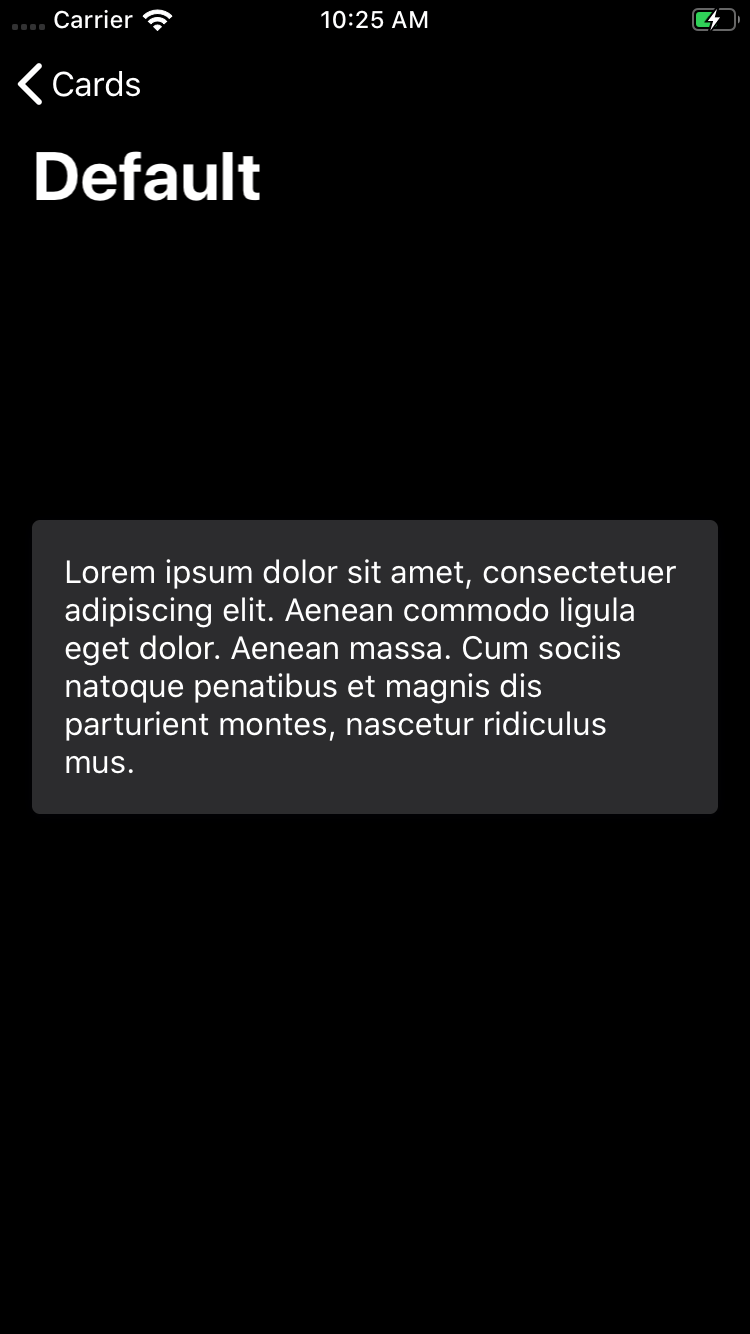 Carrier 10:25 AM
Cards
Default
Lorem ipsum dolor sit amet, consectetuer
adipiscing elit. Aenean commodo ligula
eget dolor. Aenean massa. Cum sociis
natoque penatibus et magnis dis
parturient montes, nascetur ridiculus
mus.